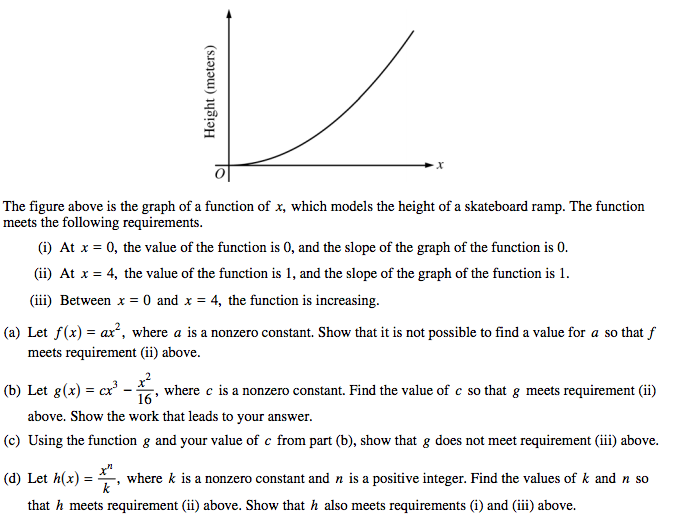 Height (meters)
O
x
The figure above is the graph of a function of x, which models the height of a skateboard ramp. The function
meets the following requirements.
(i) At x = 0, the value of the function is 0, and the slope of the graph of the function is 0.
(ii) At x = 4, the value of the function is 1, and the slope of the graph of the function is 1.
(iii) Between x = 0 and x = 4, the function is increasing.
(a) Let f(x) = ax², where a is a nonzero constant. Show that it is not possible to find a value for a so that f
meets requirement (ii) above.
(b) Let g(x) = cx³ − x²/16, where c is a nonzero constant. Find the value of c so that g meets requirement (ii)
above. Show the work that leads to your answer.
(c) Using the function g and your value of c from part (b), show that g does not meet requirement (iii) above.
(d) Let h(x) = xⁿ/k, where k is a nonzero constant and n is a positive integer. Find the values of k and n so
that h meets requirement (ii) above. Show that h also meets requirements (i) and (iii) above.